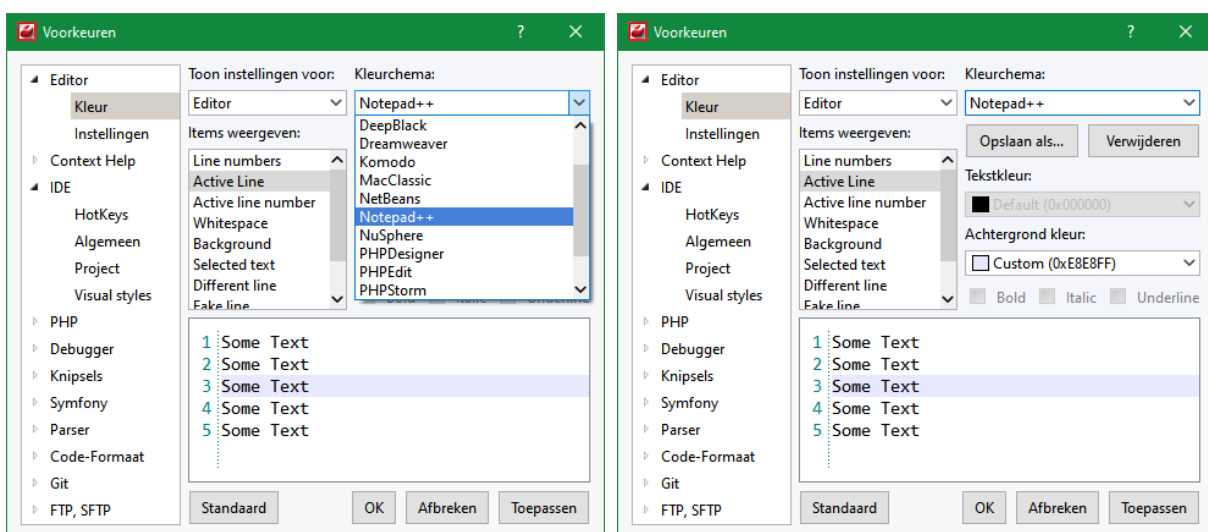 Voorkeuren ?
Editor
Kleur
Instellingen
Context Help
IDE
HotKeys
Algemeen
Project
Visual styles
PHP
Debugger
Knipsels
Symfony
Parser
Code-Formaat
Git
FTP, SFTP
Toon instellingen voor:
Editor
Items weergeven:
Line numbers
Active Line
Active line number
Whitespace
Background
Selected text
Different line
Fake line
Kleurchema:
Notepad++
DeepBlack
Dreamweaver
Komodo
MacClassic
NetBeans
Notepad++
NuSphere
PHPDesigner
PHPEdit
PHPStorm
Bold Italic Underline
1 Some Text
2 Some Text
3 Some Text
4 Some Text
5 Some Text
Standaard OK Afbreken Toepassen
Voorkeuren ?
Editor
Kleur
Instellingen
Context Help
IDE
HotKeys
Algemeen
Project
Visual styles
PHP
Debugger
Knipsels
Symfony
Parser
Code-Formaat
Git
FTP, SFTP
Toon instellingen voor:
Editor
Items weergeven:
Line numbers
Active Line
Active line number
Whitespace
Background
Selected text
Different line
Fake line
Kleurchema:
Notepad++
Opslaan als... Verwijderen
Tekstkleur:
Default (0x000000)
Achtergrond kleur:
Custom (0xE8E8FF)
Bold Italic Underline
1 Some Text
2 Some Text
3 Some Text
4 Some Text
5 Some Text
Standaard OK Afbreken Toepassen